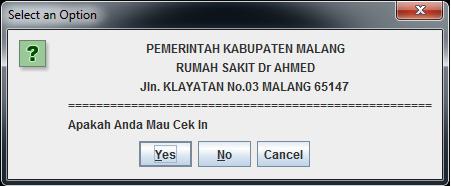 Select an Option
PEMERINTAH KABUPATEN MALANG
RUMAH SAKIT Dr AHMED
Jln. KLAYATAN No.03 MALANG 65147
====================================================
Apakah Anda Mau Cek In
Yes No Cancel